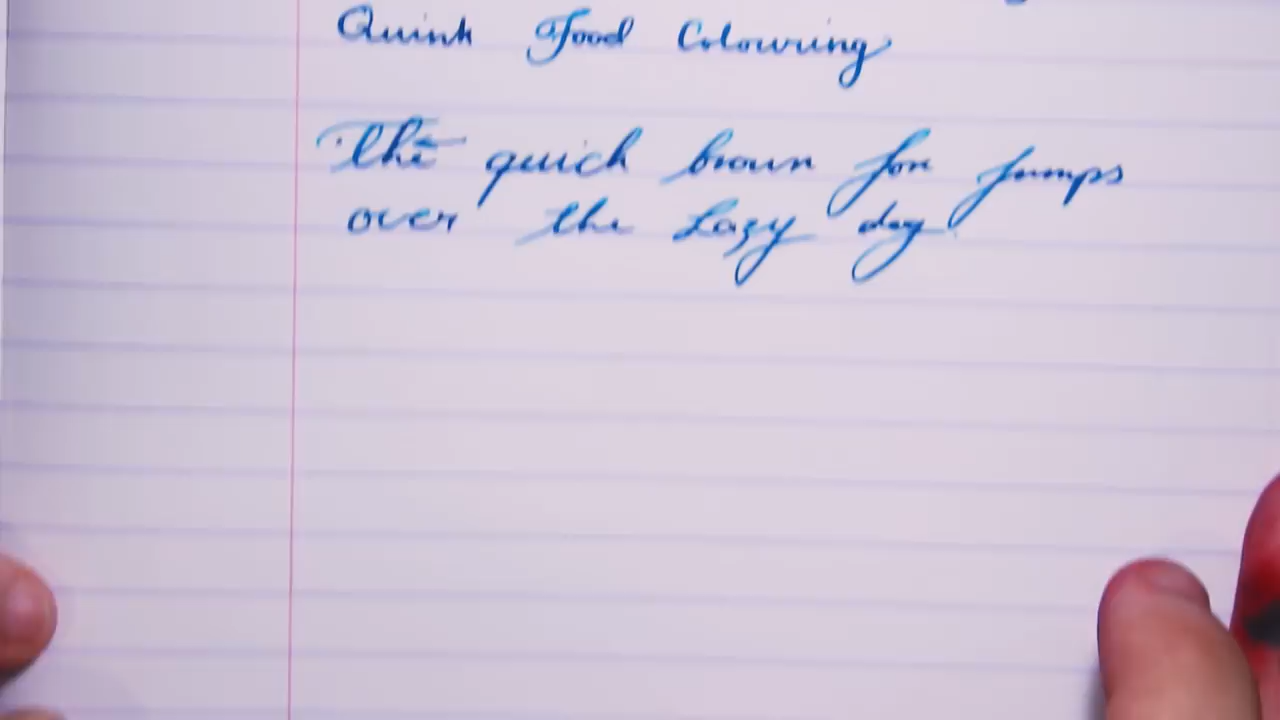 Quink Food Colouring
The quick brown fox jumps
over the Lazy dog.